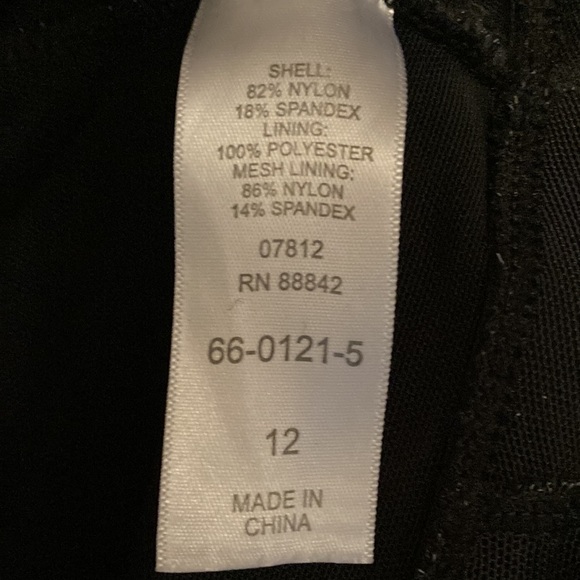 SHELL:
82% NYLON
18% SPANDEX
LINING:
100% POLYESTER
MESH LINING:
86% NYLON
14% SPANDEX
07812
RN 88842
66-0121-5
12
MADE IN
CHINA